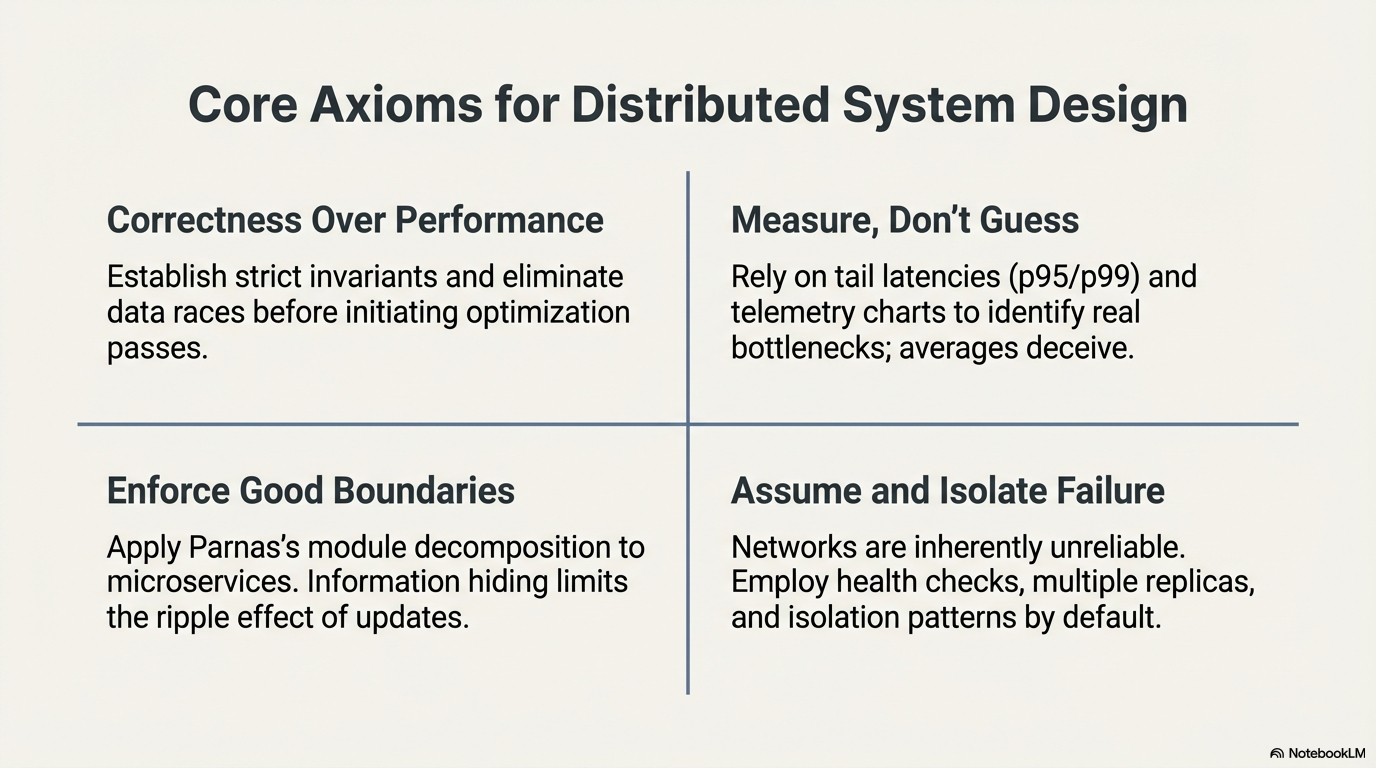 Core Axioms for Distributed System Design
Correctness Over Performance
Establish strict invariants and eliminate
data races before initiating optimization
passes.
Measure, Don’t Guess
Rely on tail latencies (p95/p99) and
telemetry charts to identify real
bottlenecks; averages deceive.
Enforce Good Boundaries
Apply Parnas’s module decomposition to
microservices. Information hiding limits
the ripple effect of updates.
Assume and Isolate Failure
Networks are inherently unreliable.
Employ health checks, multiple replicas,
and isolation patterns by default.
NotebookLM